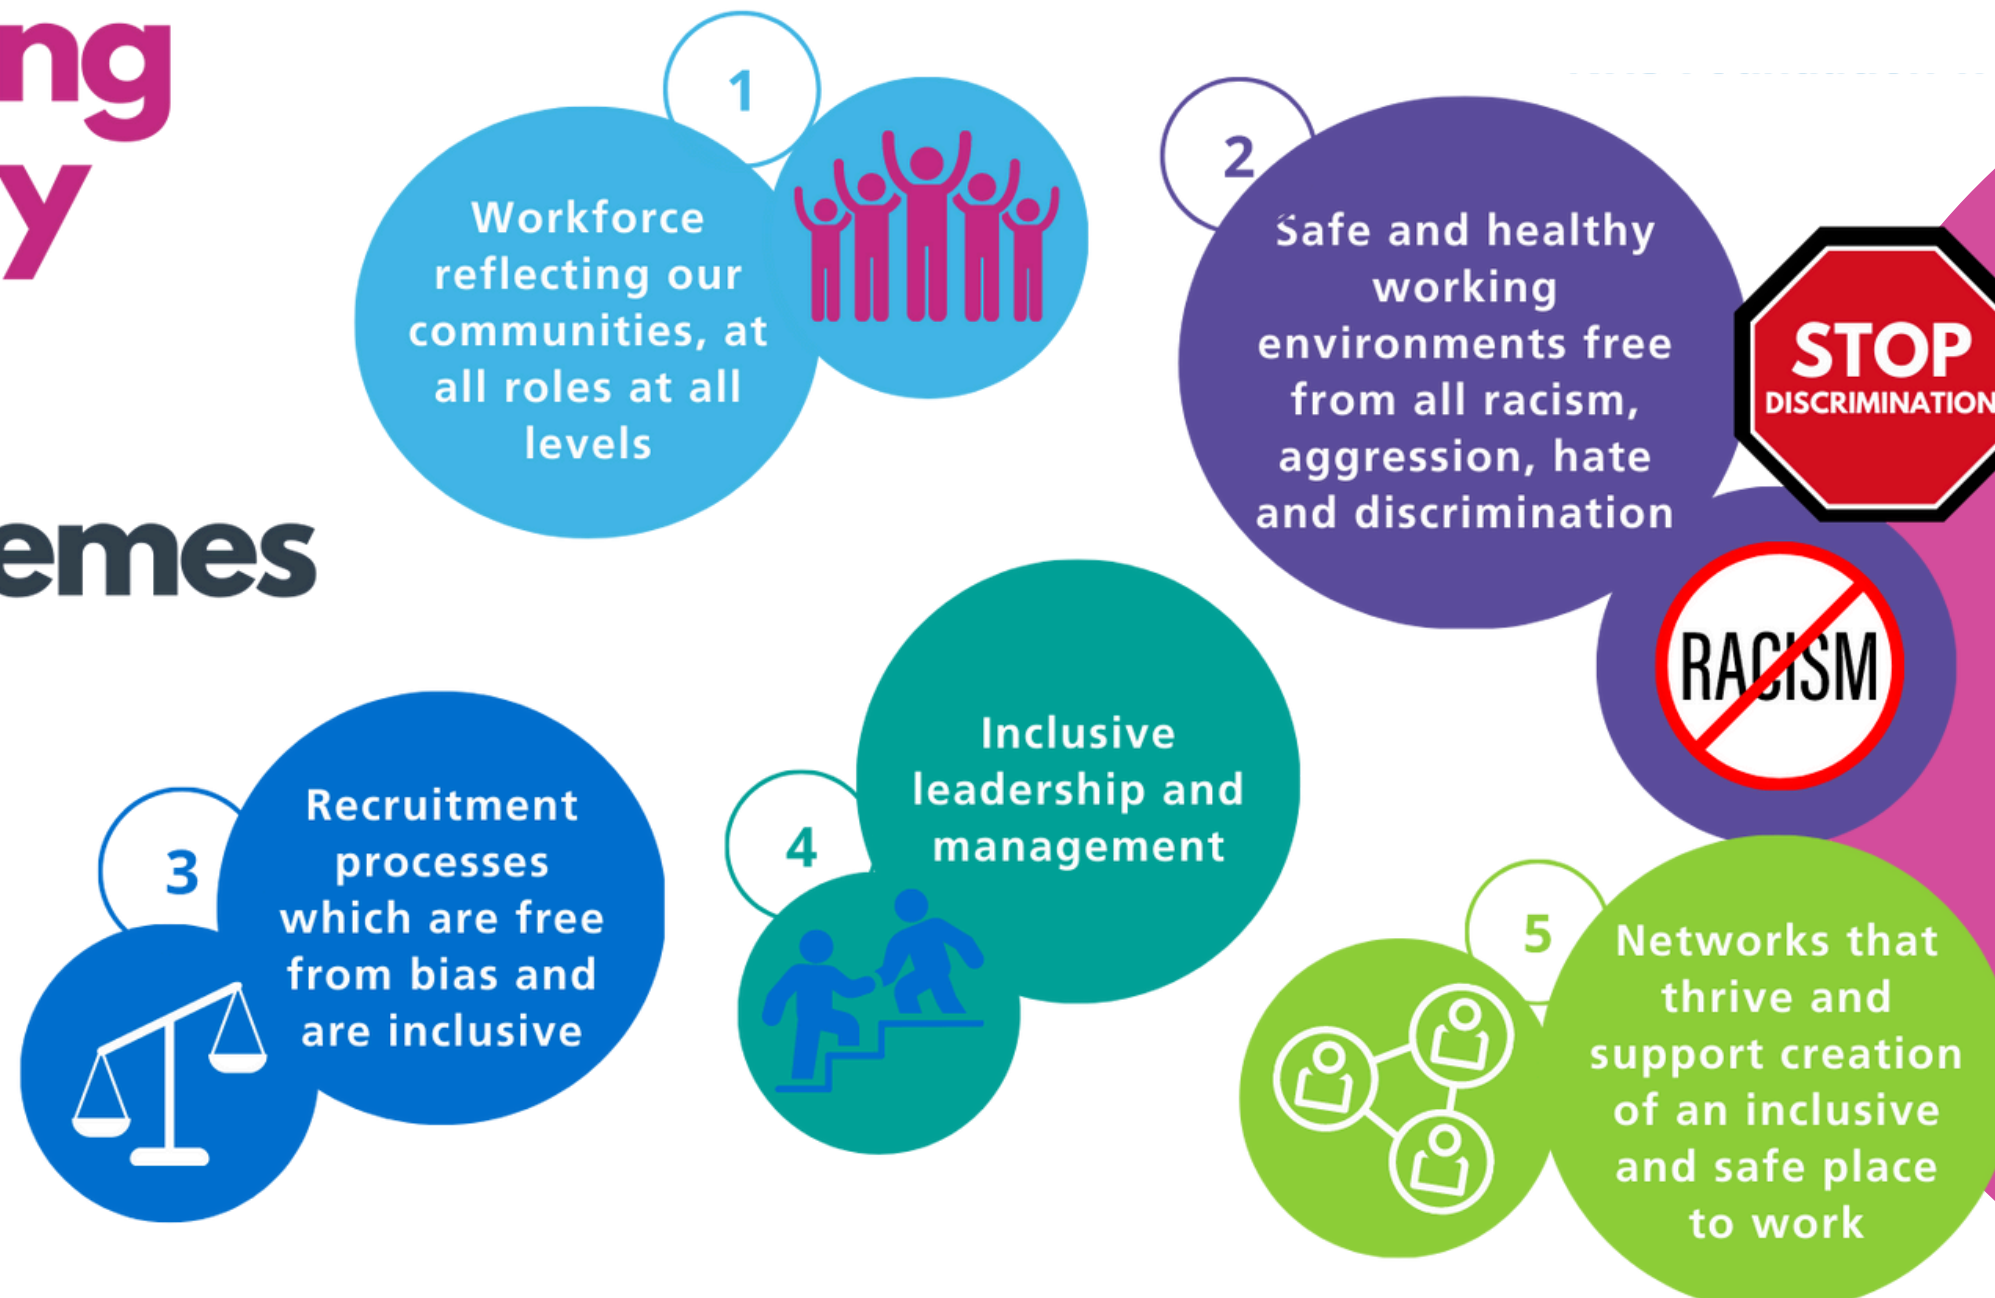 ng
y
emes
1
Workforce
reflecting our
communities, at
all roles at all
levels
2
Safe and healthy
working
environments free
from all racism,
aggression, hate
and discrimination
STOP
DISCRIMINATION
RACISM
3
Recruitment
processes
which are free
from bias and
are inclusive
4
Inclusive
leadership and
management
5
Networks that
thrive and
support creation
of an inclusive
and safe place
to work